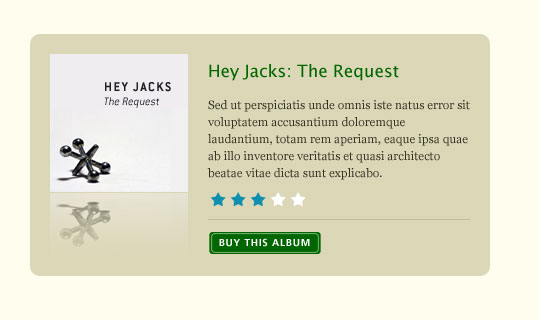 HEY JACKS
The Request
Hey Jacks: The Request
Sed ut perspiciatis unde omnis iste natus error sit
voluptatem accusantium doloremque
laudantium, totam rem aperiam, eaque ipsa quae
ab illo inventore veritatis et quasi architecto
beatae vitae dicta sunt explicabo.
BUY THIS ALBUM